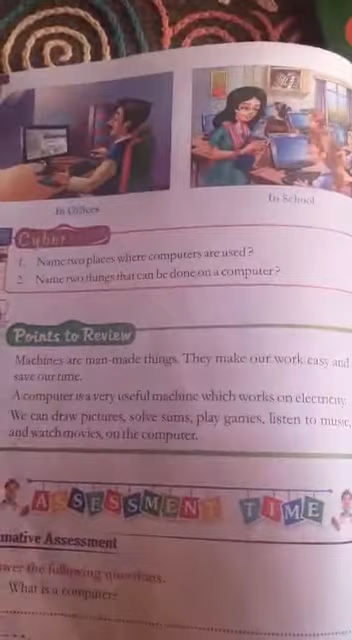 In Offices
In School
Cyber
1. Name two places where computers are used?
2. Name two things that can be done on a computer?
Points to Review
Machines are man-made things. They make our work easy and
save our time.
A computer is a very useful machine which works on electricity.
We can draw pictures, solve sums, play games, listen to music,
and watch movies, on the computer.
ASSESSMENT TIME
mative Assessment
wer the following questions.
What is a computer?